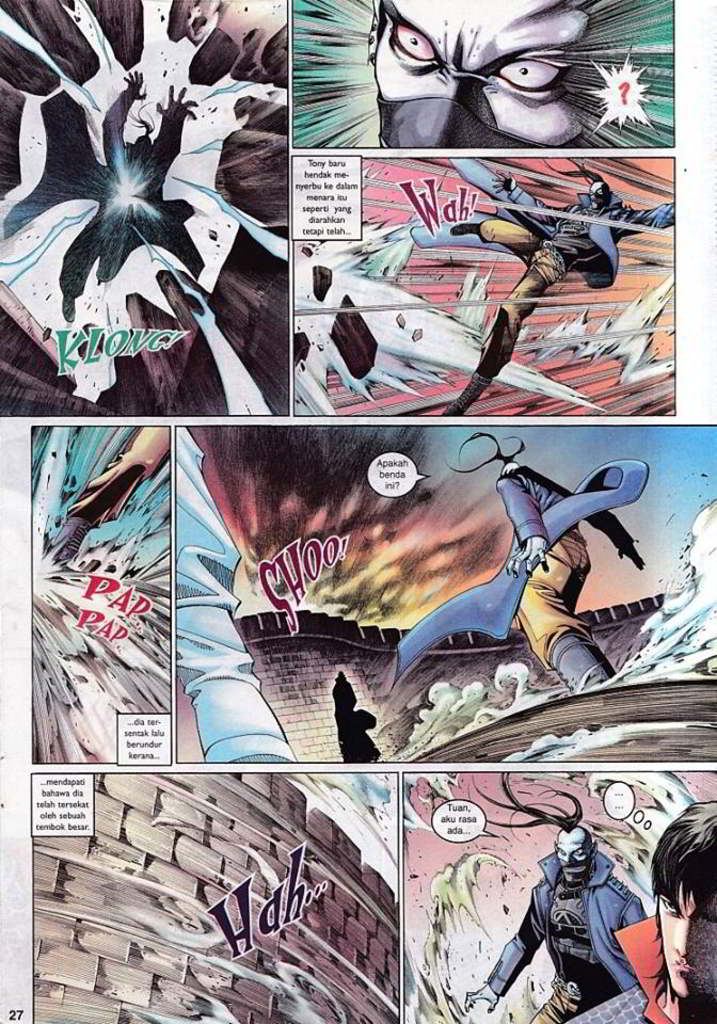 KLONG!
?
Tony baru
hendak me-
nyerbu ke dalam
menara itu
seperti yang
diarahkan
tetapi telah...
Wah!
PAP
PAP
...dia ter-
sentak lalu
berundur
kerana...
Apakah
benda
ini?
SHOO!
...mendapati
bahawa dia
telah tersekat
oleh sebuah
tembok besar.
Hah...
Tuan,
aku rasa
ada...
...
...
27